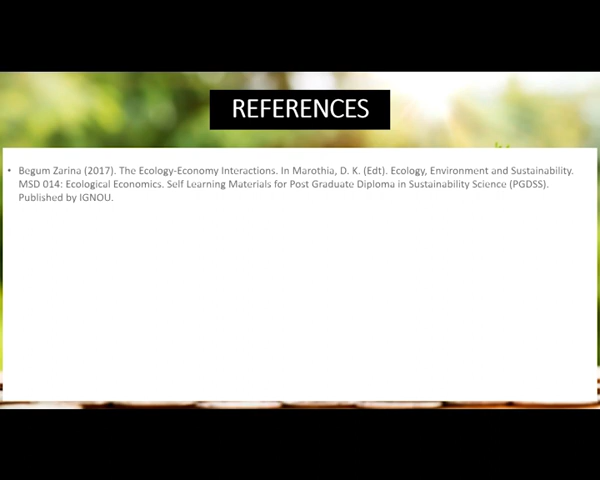 REFERENCES
• Begum Zarina (2017). The Ecology-Economy Interactions. In Marothia, D. K. (Edt). Ecology, Environment and Sustainability.
MSD 014: Ecological Economics. Self Learning Materials for Post Graduate Diploma in Sustainability Science (PGDSS).
Published by IGNOU.